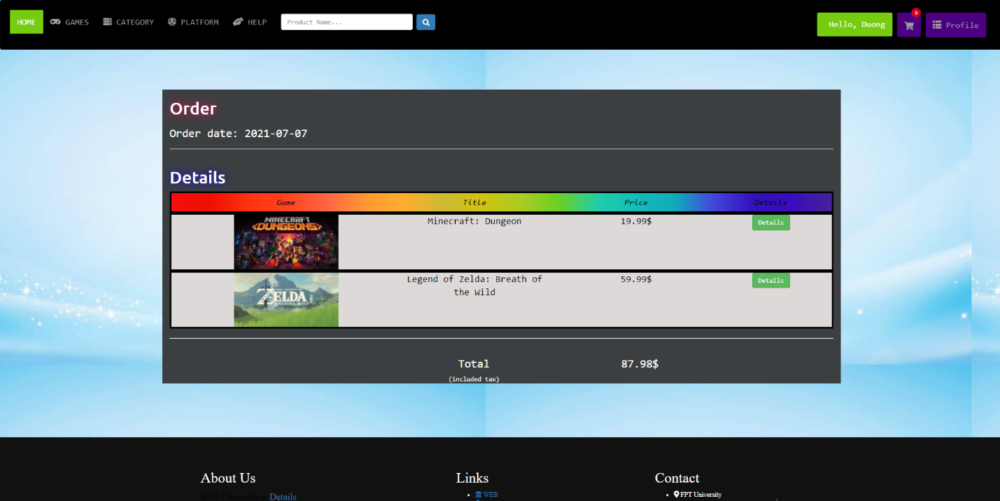 HOME GAMES CATEGORY PLATFORM HELP Product Name... Hello, Duong 0 Profile
Order
Order date: 2021-07-07
Details
Game Title Price Details
MINECRAFT
DUNGEONS
Minecraft: Dungeon 19.99$ Details
THE LEGEND OF
ZELDA
BREATH OF THE WILD
Legend of Zelda: Breath of
the Wild
59.99$ Details
Total 87.98$
(included tax)
About Us Links Contact
Corporation Details
WEB
FPT University